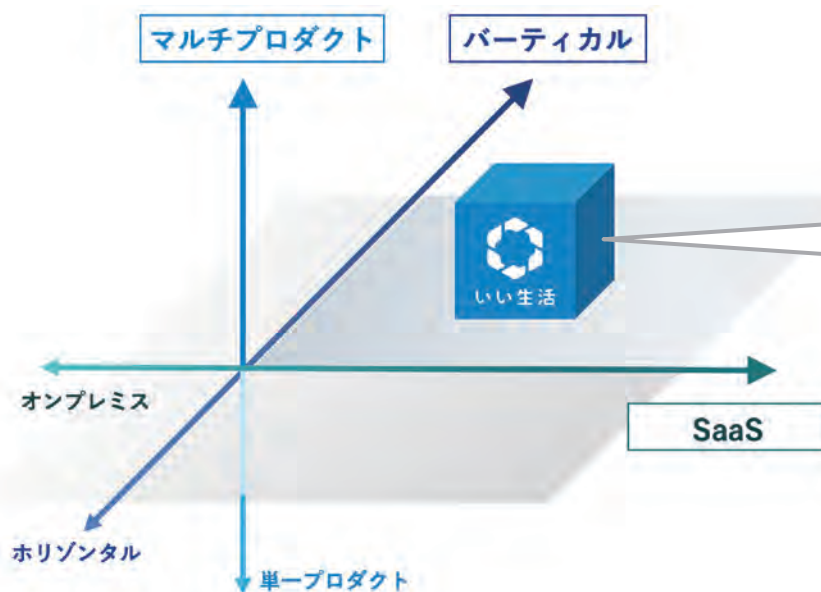 マルチプロダクト
バーティカル
いい生活
オンプレミス
SaaS
ホリゾンタル
単一プロダクト